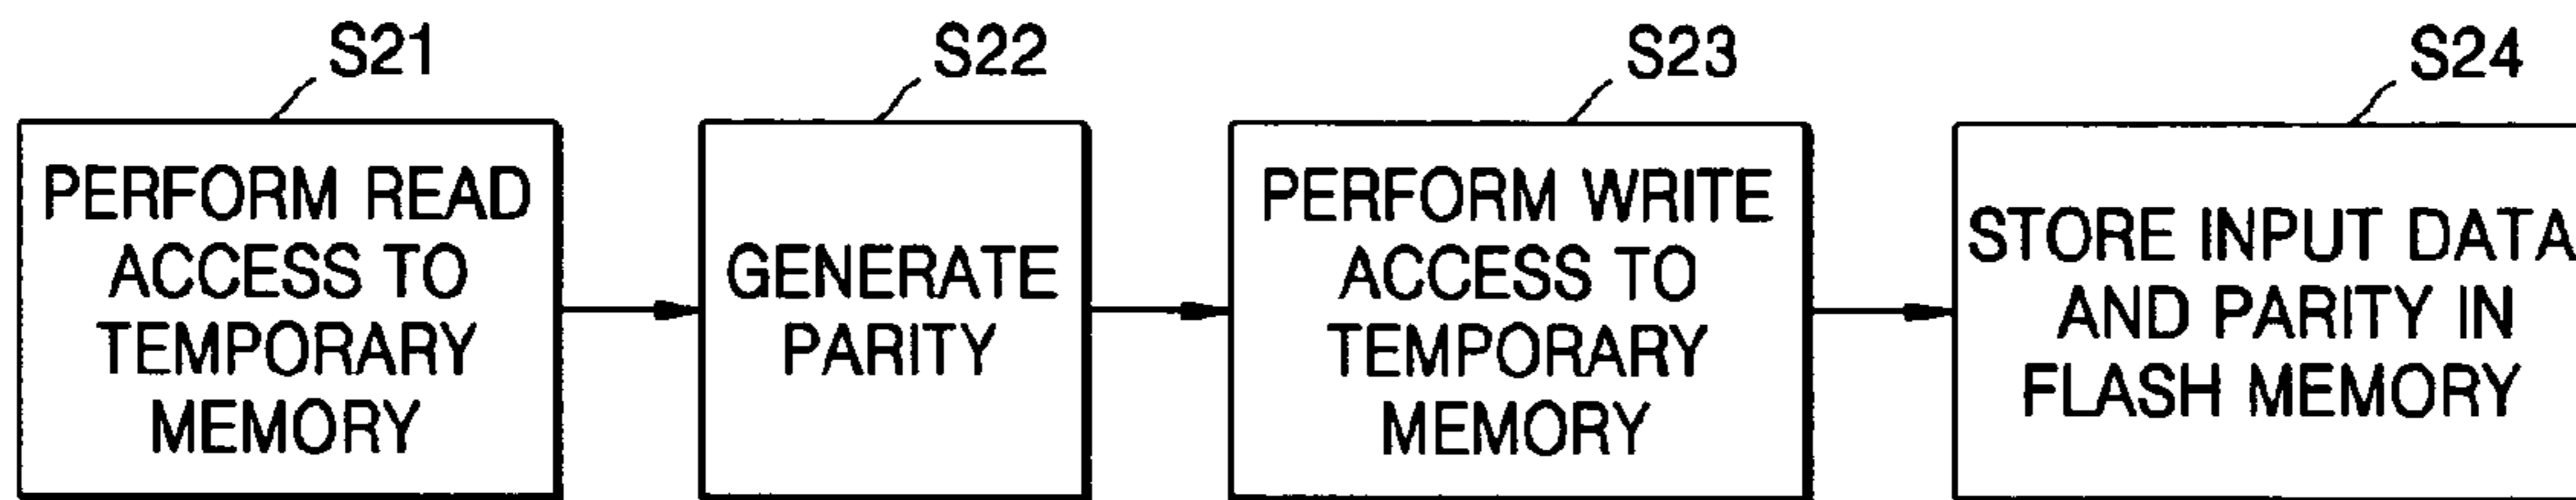 S21
PERFORM READ
ACCESS TO
TEMPORARY
MEMORY
S22
GENERATE
PARITY
S23
PERFORM WRITE
ACCESS TO
TEMPORARY
MEMORY
S24
STORE INPUT DATA
AND PARITY IN
FLASH MEMORY